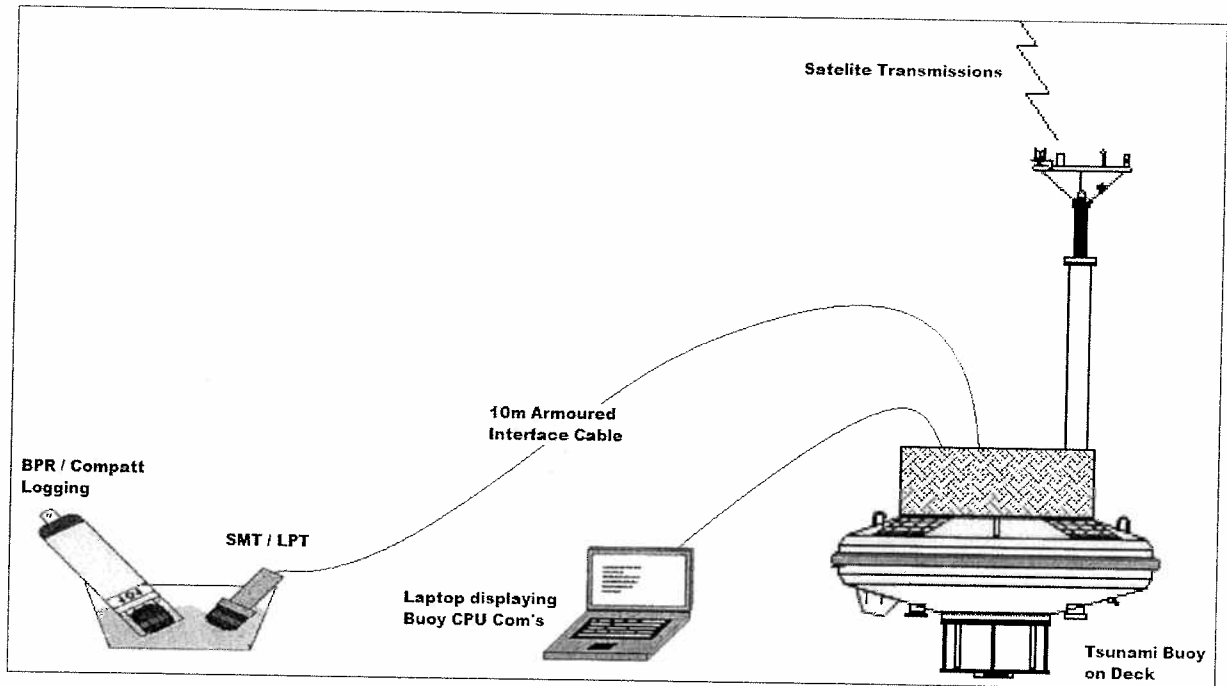 Satelite Transmissions
10m Armoured
Interface Cable
BPR / Compatt
Logging
SMT / LPT
Laptop displaying
Buoy CPU Com's
Tsunami Buoy
on Deck